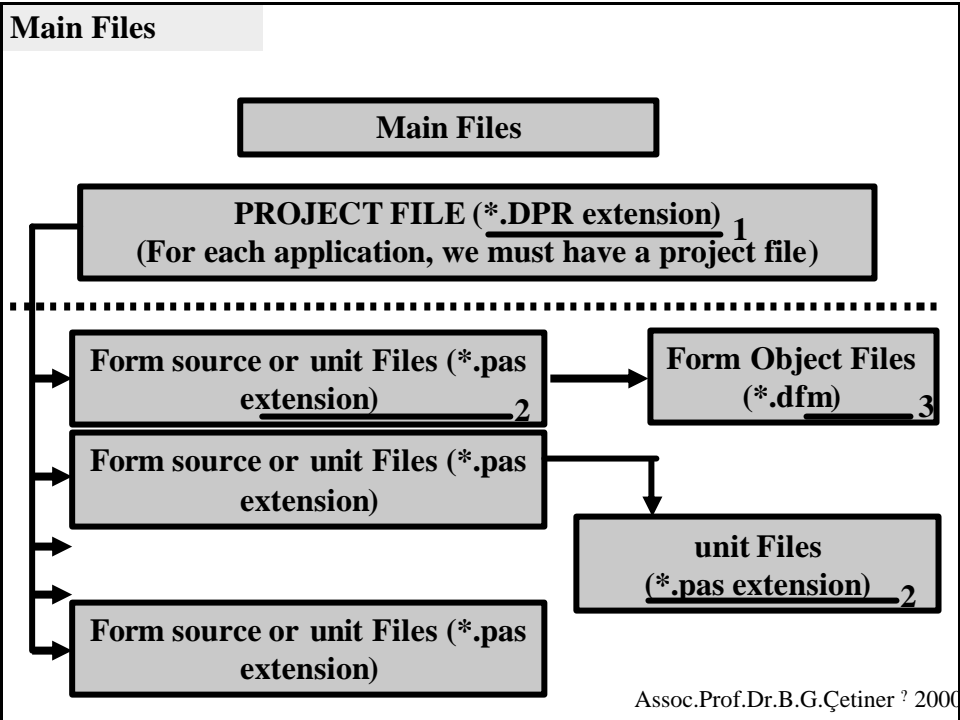 Main Files
Main Files
PROJECT FILE (*.DPR extension) 1
(For each application, we must have a project file)
Form source or unit Files (*.pas
extension) 2
Form Object Files
(*.dfm) 3
Form source or unit Files (*.pas
extension)
unit Files
(*.pas extension) 2
Form source or unit Files (*.pas
extension)
Assoc.Prof.Dr.B.G.Çetiner ? 2000